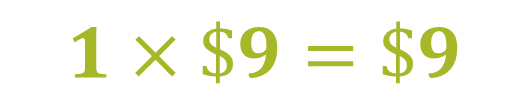 1 × $9 = $9